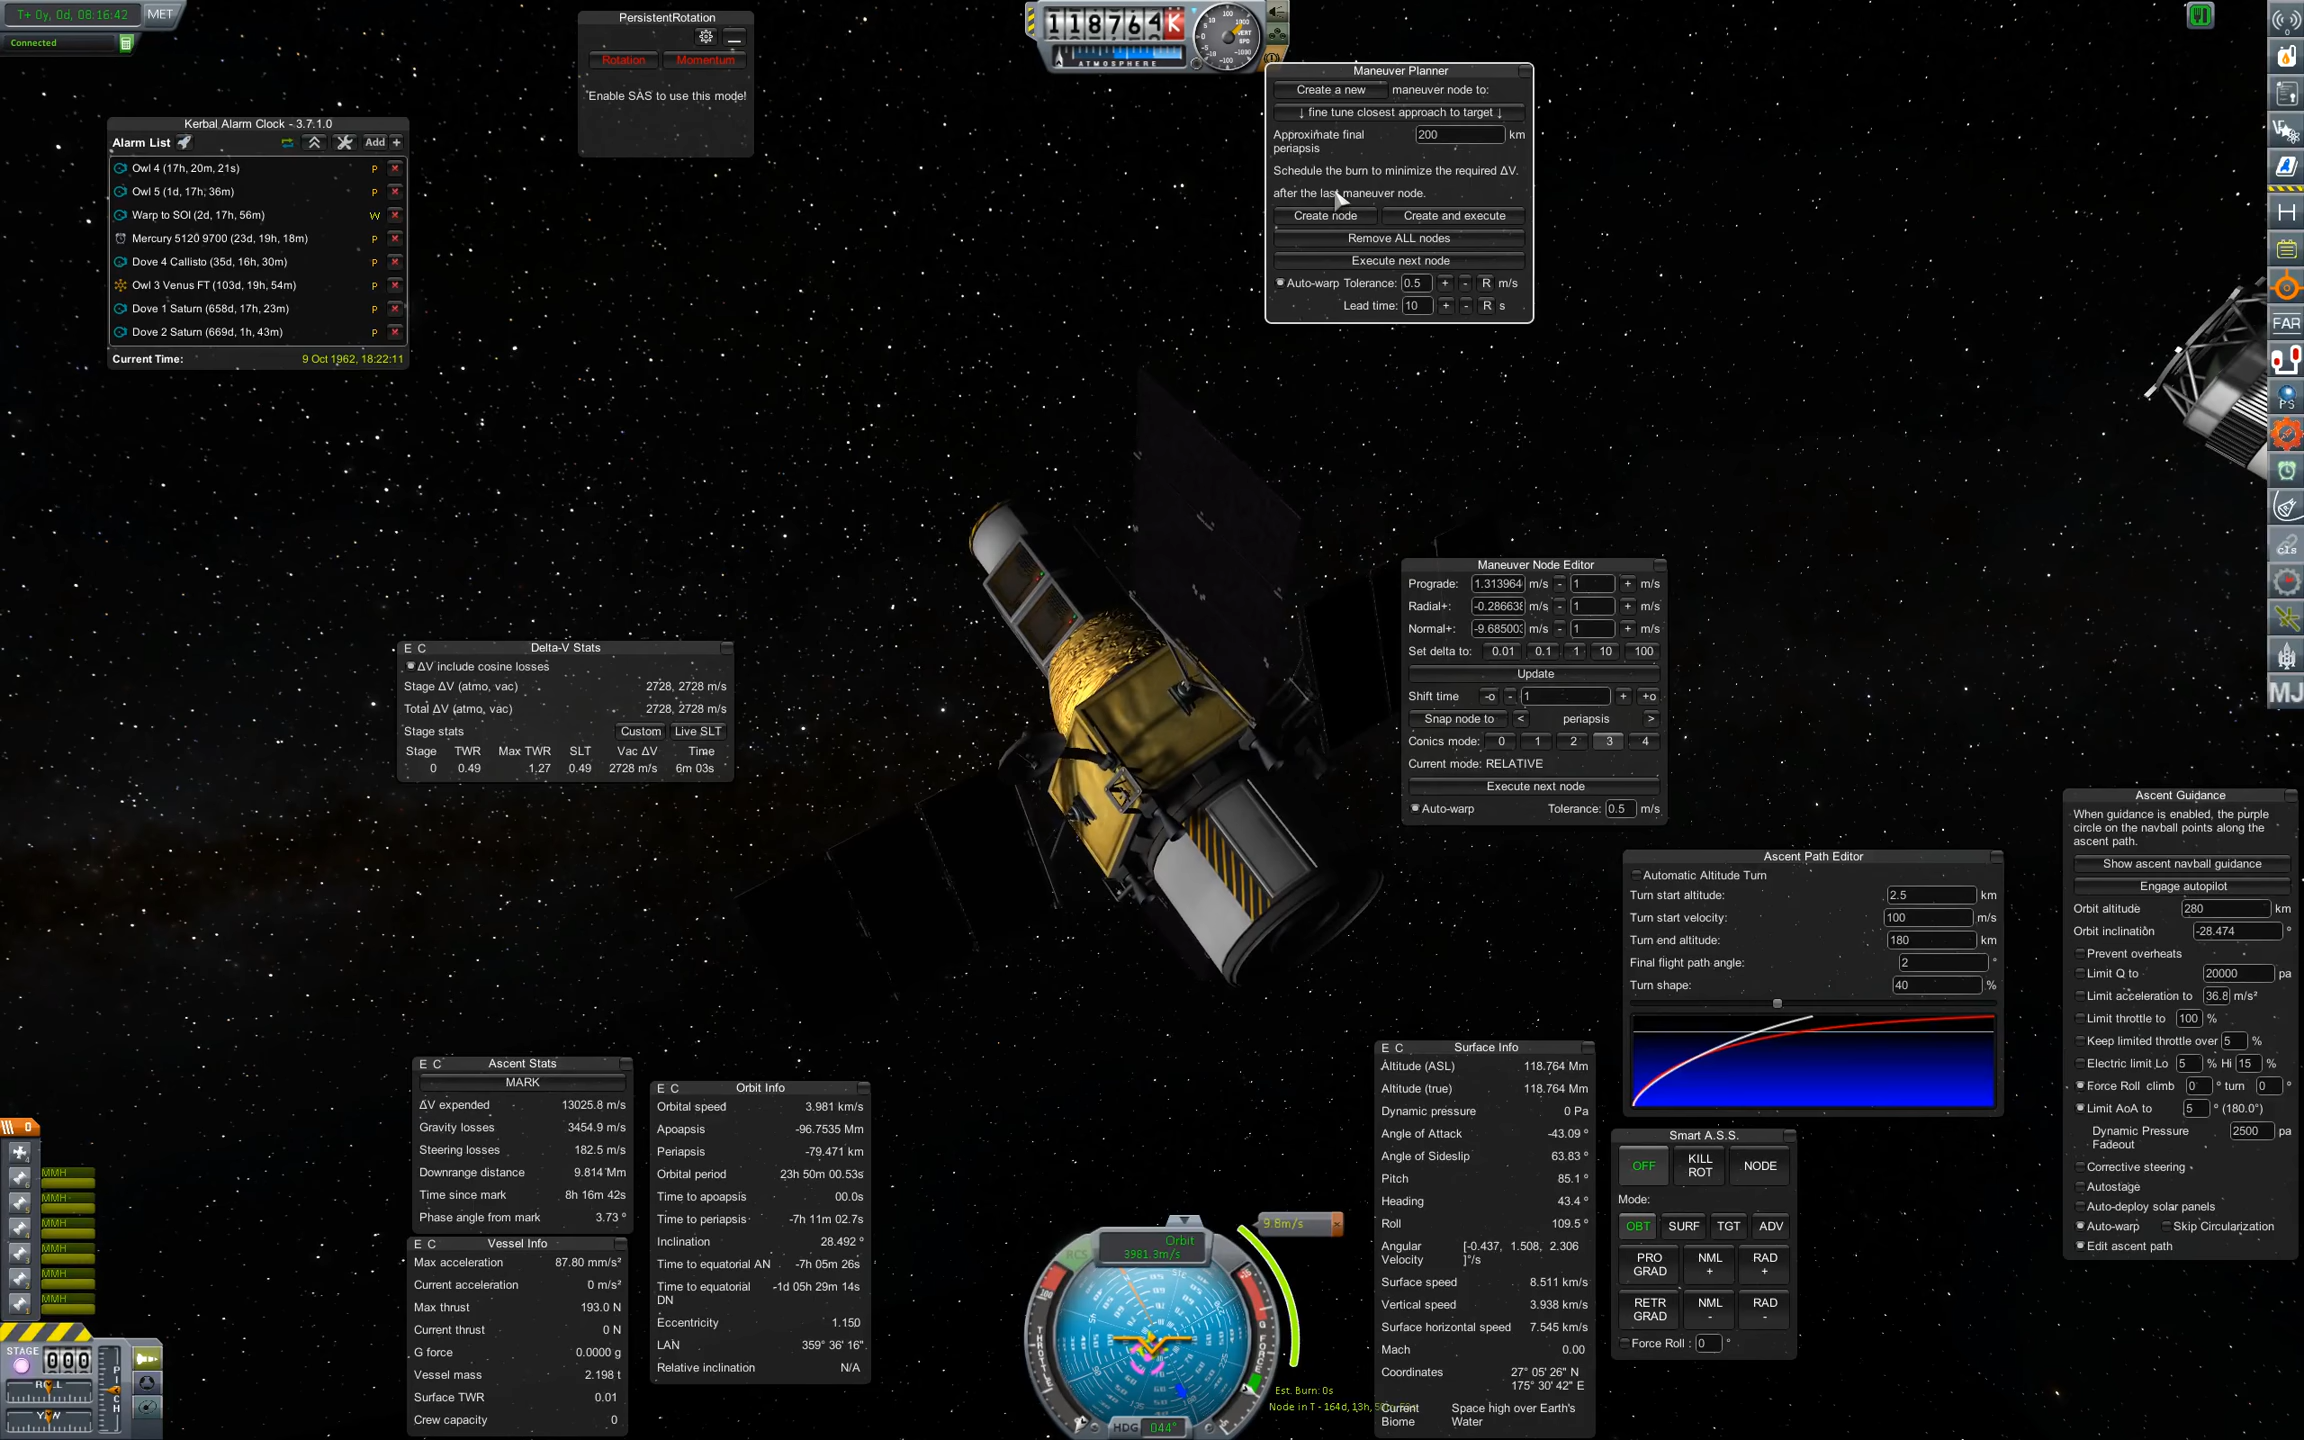 T+ 0y, 0d, 08:16:42 MET
Connected
PersistentRotation
Rotation Momentum
Enable SAS to use this mode!
118764 K
ATMOSPHERE
Kerbal Alarm Clock - 3.7.1.0
Alarm List Add +
Owl 4 (17h, 20m, 21s) P
Owl 5 (1d, 17h, 36m) P
Warp to SOI (2d, 17h, 56m) W
Mercury 5120 9700 (23d, 19h, 18m) P
Dove 4 Callisto (35d, 16h, 30m) P
Owl 3 Venus FT (103d, 19h, 54m) P
Dove 1 Saturn (658d, 17h, 23m) P
Dove 2 Saturn (669d, 1h, 43m) P
Current Time: 9 Oct 1962, 18:22:11
Maneuver Planner
Create a new maneuver node to:
↓ fine tune closest approach to target ↓
Approximate final periapsis 200 km
Schedule the burn to minimize the required ΔV.
after the last maneuver node.
Create node Create and execute
Remove ALL nodes
Execute next node
Auto-warp Tolerance: 0.5 + - R m/s
Lead time: 10 + - R s
Maneuver Node Editor
Prograde: 1.313964 m/s - 1 + m/s
Radial+: -0.286638 m/s - 1 + m/s
Normal+: -9.685003 m/s - 1 + m/s
Set delta to: 0.01 0.1 1 10 100
Update
Shift time -o - 1 + +o
Snap node to < periapsis >
Conics mode: 0 1 2 3 4
Current mode: RELATIVE
Execute next node
Auto-warp Tolerance: 0.5 m/s
E C Delta-V Stats
ΔV include cosine losses
Stage ΔV (atmo, vac) 2728, 2728 m/s
Total ΔV (atmo, vac) 2728, 2728 m/s
Stage stats Custom Live SLT
Stage TWR Max TWR SLT Vac ΔV Time
0 0.49 1.27 0.49 2728 m/s 6m 03s
Ascent Guidance
When guidance is enabled, the purple
circle on the navball points along the
ascent path.
Show ascent navball guidance
Engage autopilot
Orbit altitude 280 km
Orbit inclination -28.474 °
Prevent overheats
Limit Q to 20000 pa
Limit acceleration to 36.8 m/s²
Limit throttle to 100 %
Keep limited throttle over 5 %
Electric limit Lo 5 % Hi 15 %
Force Roll climb 0 ° turn 0 °
Limit AoA to 5 ° (180.0°)
Dynamic Pressure Fadeout 2500 pa
Corrective steering
Autostage
Auto-deploy solar panels
Auto-warp Skip Circularization
Edit ascent path
Ascent Path Editor
Automatic Altitude Turn
Turn start altitude: 2.5 km
Turn start velocity: 100 m/s
Turn end altitude: 180 km
Final flight path angle: 2 °
Turn shape: 40 %
E C Ascent Stats
MARK
ΔV expended 13025.8 m/s
Gravity losses 3454.9 m/s
Steering losses 182.5 m/s
Downrange distance 9.814 Mm
Time since mark 8h 16m 42s
Phase angle from mark 3.73 º
E C Vessel Info
Max acceleration 87.80 mm/s²
Current acceleration 0 m/s²
Max thrust 193.0 N
Current thrust 0 N
G force 0.0000 g
Vessel mass 2.198 t
Surface TWR 0.01
Crew capacity 0
E C Orbit Info
Orbital speed 3.981 km/s
Apoapsis -96.7535 Mm
Periapsis -79.471 km
Orbital period 23h 50m 00.53s
Time to apoapsis 00.0s
Time to periapsis -7h 11m 02.7s
Inclination 28.492 º
Time to equatorial AN -7h 05m 26s
Time to equatorial DN -1d 05h 29m 14s
Eccentricity 1.150
LAN 359° 36' 16"
Relative inclination N/A
E C Surface Info
Altitude (ASL) 118.764 Mm
Altitude (true) 118.764 Mm
Dynamic pressure 0 Pa
Angle of Attack -43.09 º
Angle of Sideslip 63.83 º
Pitch 85.1 º
Heading 43.4 º
Roll 109.5 º
Angular Velocity [-0.437, 1.508, 2.306 ]°/s
Surface speed 8.511 km/s
Vertical speed 3.938 km/s
Surface horizontal speed 7.545 km/s
Mach 0.00
Coordinates 27° 05' 26" N
175° 30' 42" E
Current Biome Space high over Earth's Water
Smart A.S.S.
OFF KILL ROT NODE
Mode:
OBT SURF TGT ADV
PRO GRAD NML + RAD +
RETR GRAD NML - RAD -
Force Roll : 0 °
9.8m/s
RCS Orbit
3981.3m/s
THROTTLE
G FORCE
HDG 044°
Est. Burn: 0s
Node in T - 164d, 13h,
0
MMH
MMH
MMH
MMH
MMH
MMH
STAGE 000
ROLL
YAW
PITCH
H
FAR
PS
cls
MJ